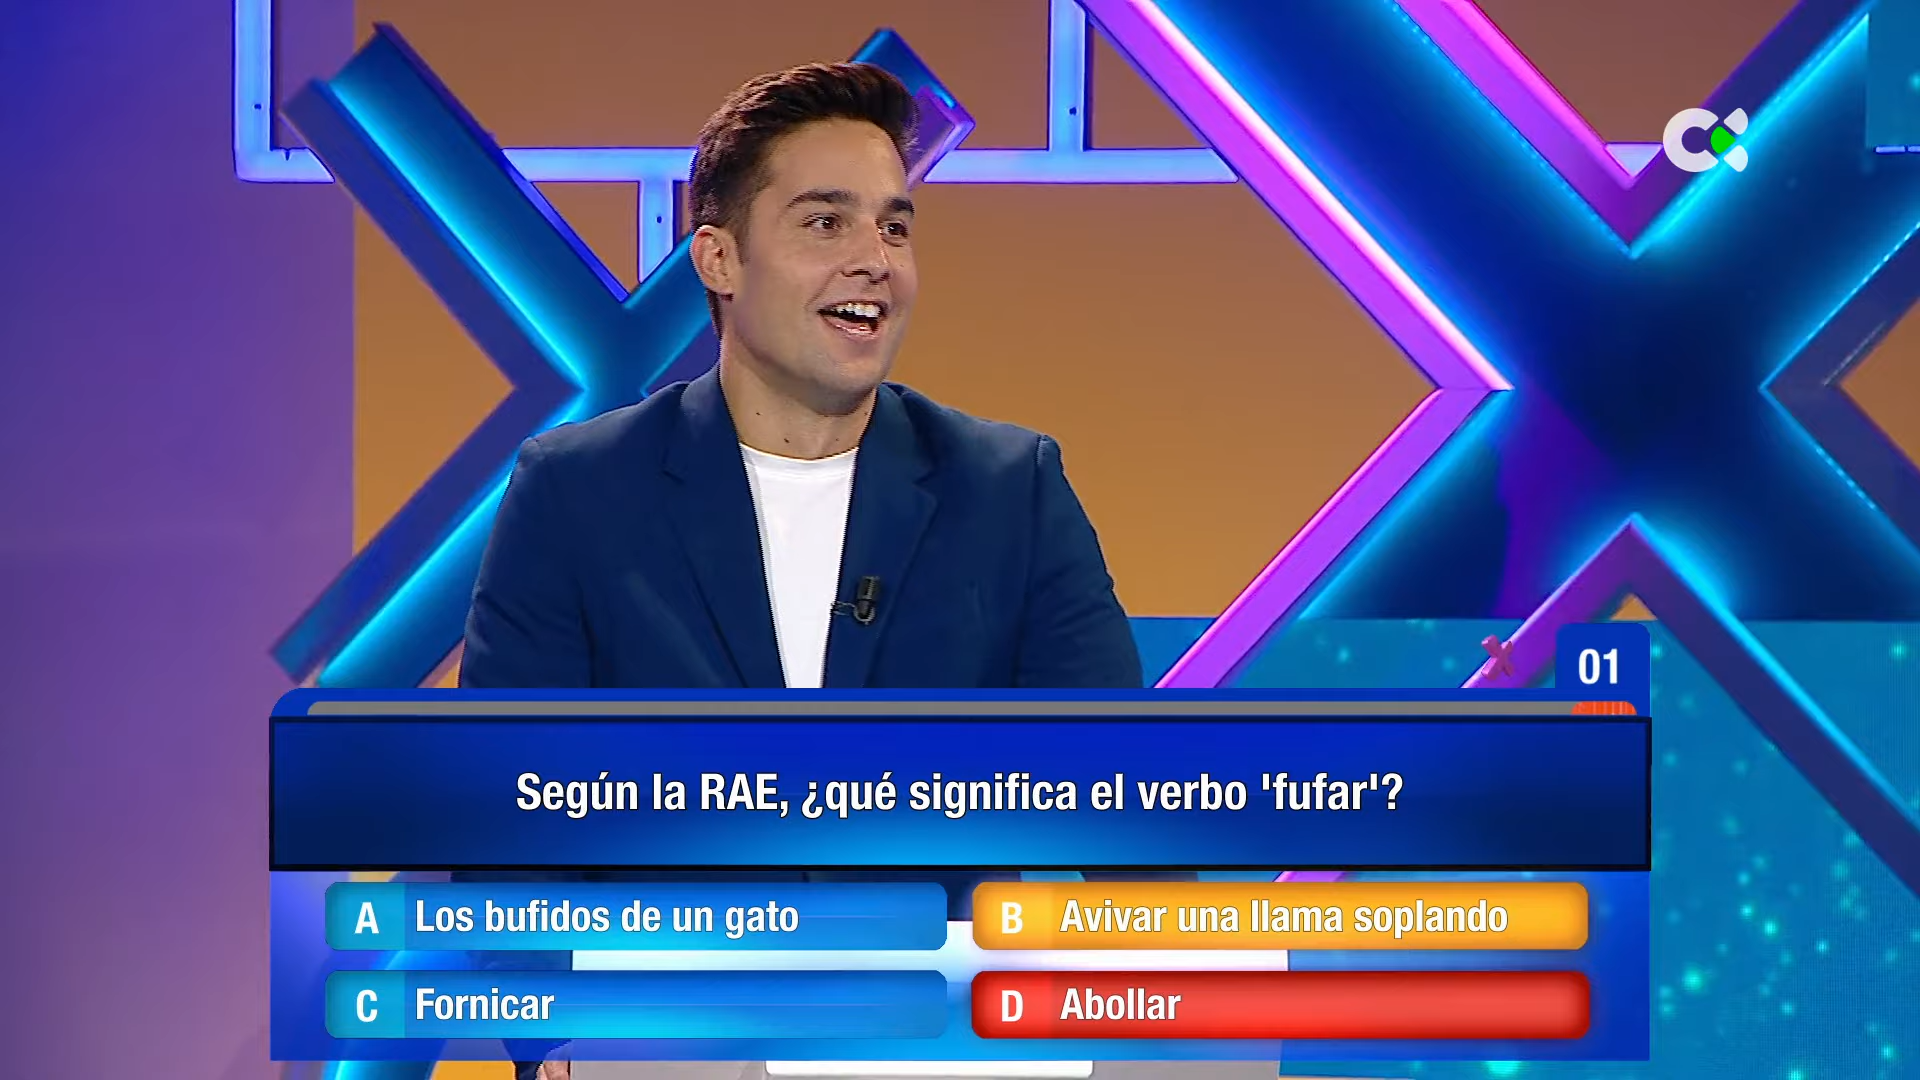 01
Según la RAE, ¿qué significa el verbo 'fufar'?
A Los bufidos de un gato
B Avivar una llama soplando
C Fornicar
D Abollar